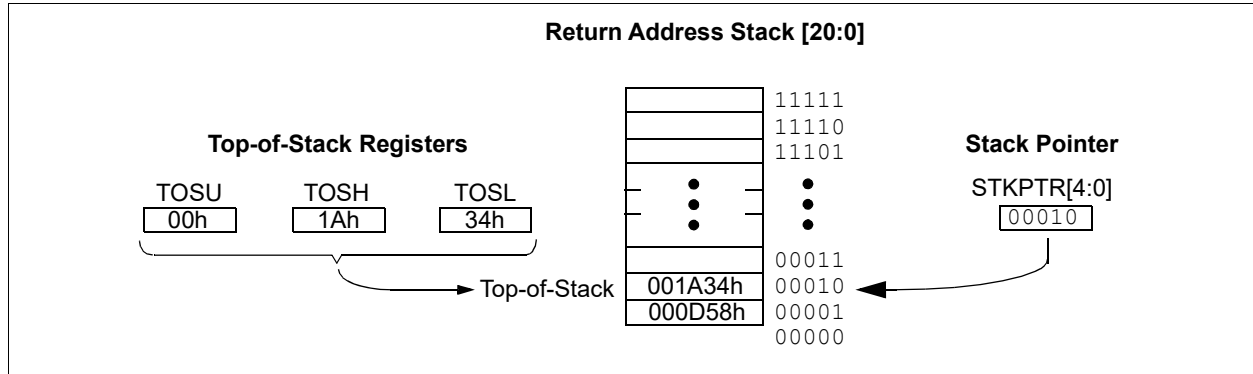 Return Address Stack [20:0]
11111
11110
11101
Top-of-Stack Registers
Stack Pointer
TOSU TOSH TOSL
00h 1Ah 34h
STKPTR[4:0]
00010
00011
Top-of-Stack 001A34h 00010
000D58h 00001
00000